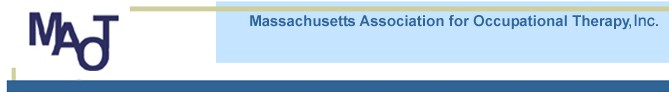 MAOT
Massachusetts Association for Occupational Therapy, Inc.